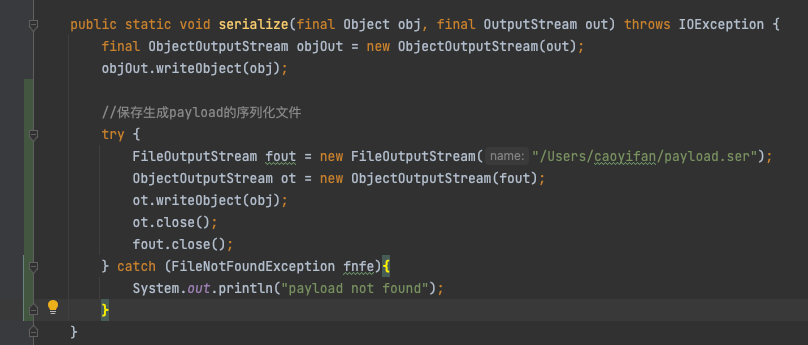 public static void serialize(final Object obj, final OutputStream out) throws IOException {
final ObjectOutputStream objOut = new ObjectOutputStream(out);
objOut.writeObject(obj);
//保存生成payload的序列化文件
try {
FileOutputStream fout = new FileOutputStream( name: "/Users/caoyifan/payload.ser");
ObjectOutputStream ot = new ObjectOutputStream(fout);
ot.writeObject(obj);
ot.close();
fout.close();
} catch (FileNotFoundException fnfe){
System.out.println("payload not found");
}
}